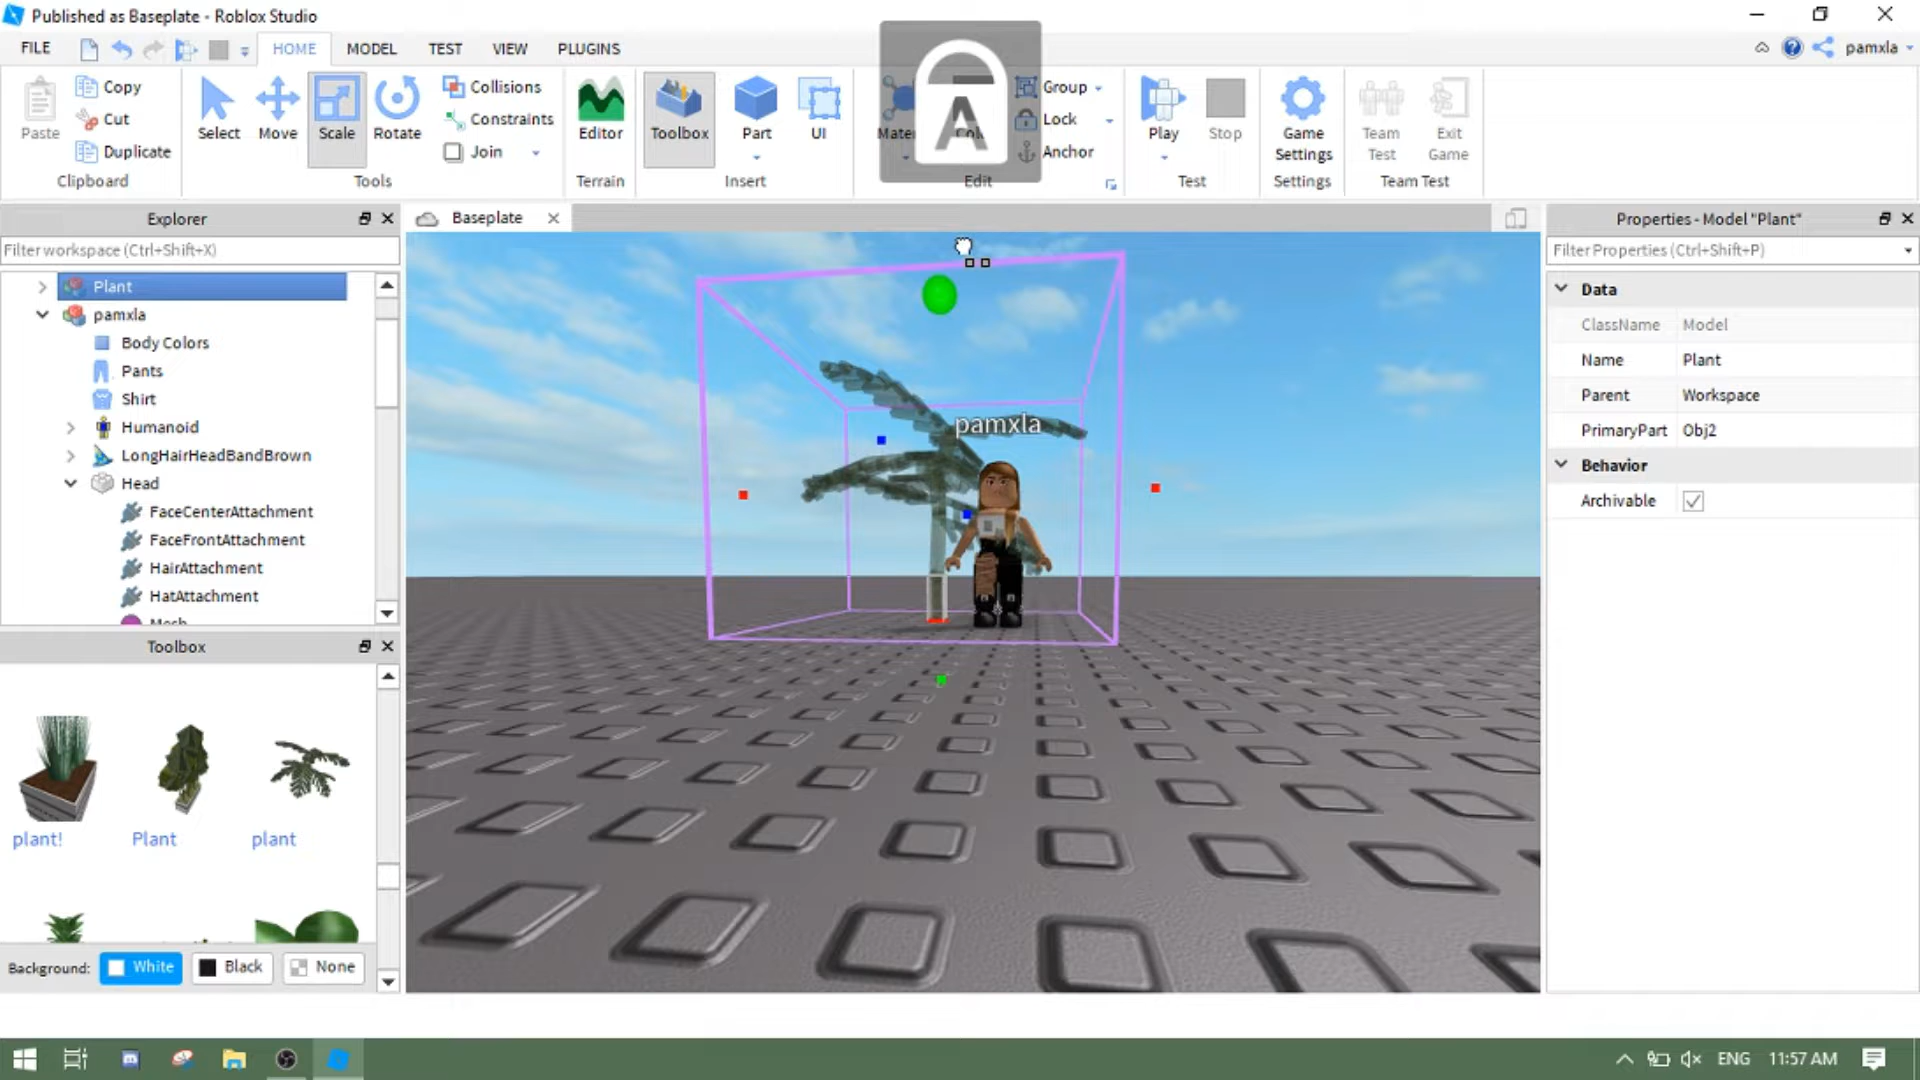 Published as Baseplate - Roblox Studio
FILE HOME MODEL TEST VIEW PLUGINS pamxla
Paste Copy Cut Duplicate
Clipboard
Select Move Scale Rotate Collisions Constraints Join
Tools
Editor
Terrain
Toolbox Part UI
Insert
Group Lock Anchor
A
Edit
Play Stop
Test
Game Settings
Settings
Team Test Exit Game
Team Test
Explorer
Filter workspace (Ctrl+Shift+X)
Plant
pamxla
Body Colors
Pants
Shirt
Humanoid
LongHairHeadBandBrown
Head
FaceCenterAttachment
FaceFrontAttachment
HairAttachment
HatAttachment
Mesh
Toolbox
plant! Plant plant
Background: White Black None
Baseplate
pamxla
Properties - Model "Plant"
Filter Properties (Ctrl+Shift+P)
Data
ClassName Model
Name Plant
Parent Workspace
PrimaryPart Obj2
Behavior
Archivable
ENG 11:57 AM